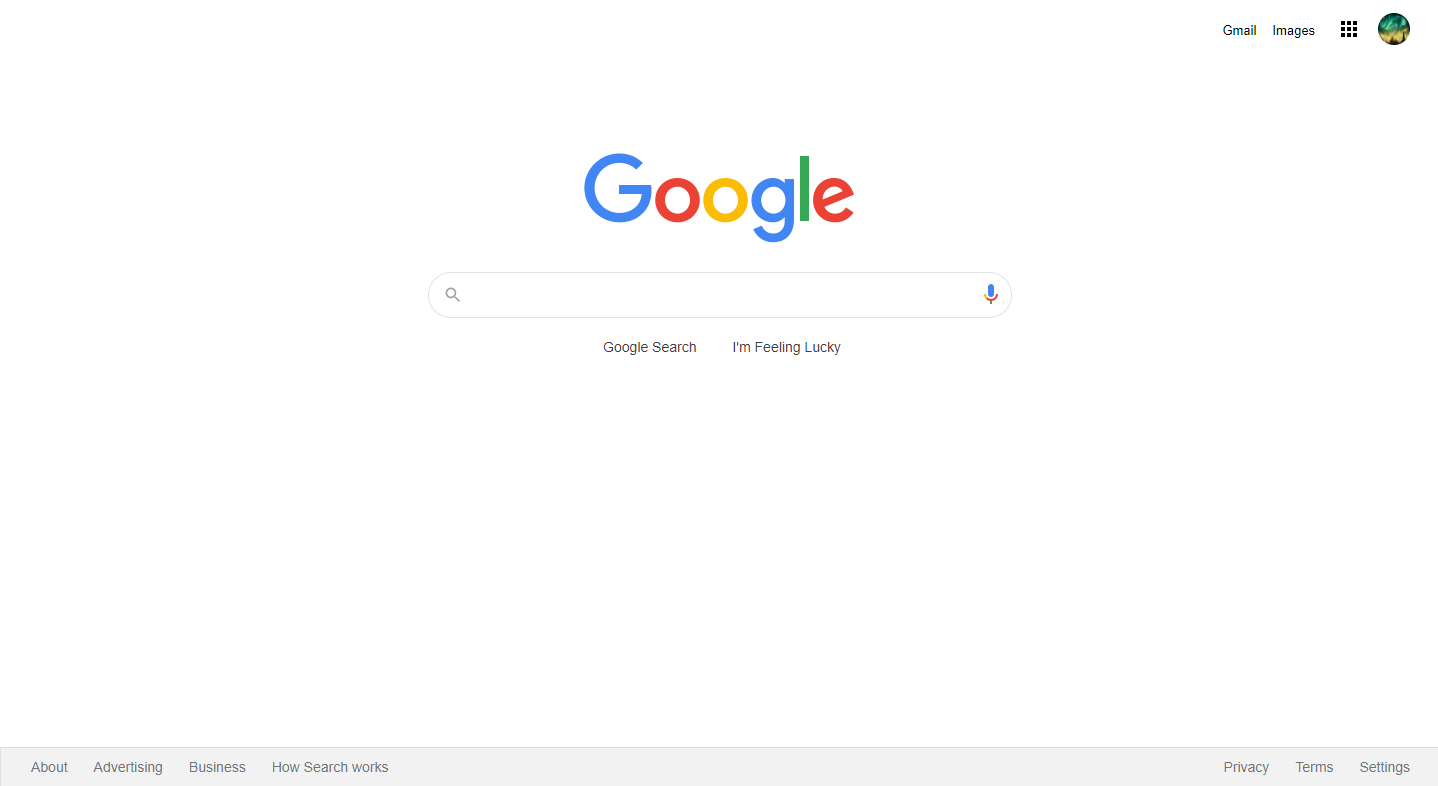 Gmail Images
Google
Google Search I'm Feeling Lucky
About Advertising Business How Search works Privacy Terms Settings